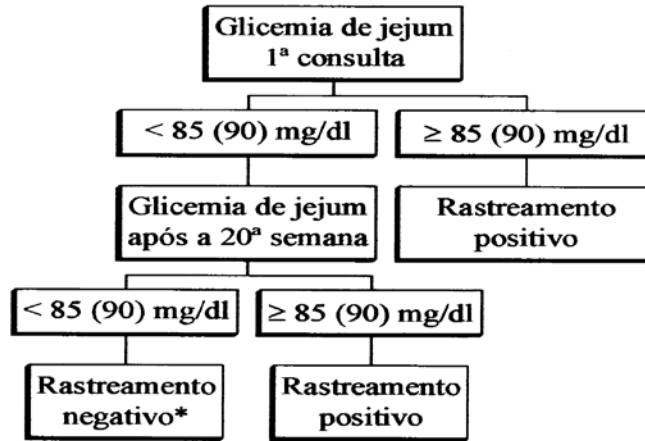 Glicemia de jejum
1ª consulta
< 85 (90) mg/dl
≥ 85 (90) mg/dl
Glicemia de jejum
após a 20ª semana
Rastreamento
positivo
< 85 (90) mg/dl
≥ 85 (90) mg/dl
Rastreamento
negativo*
Rastreamento
positivo